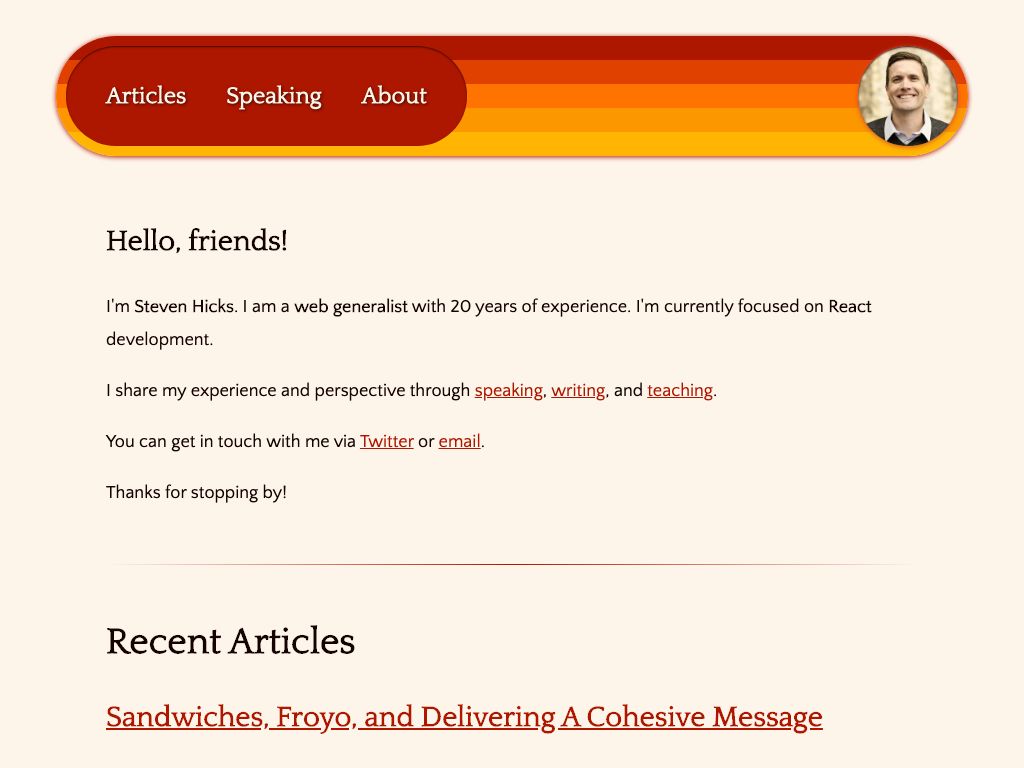 Articles Speaking About
Hello, friends!
I'm Steven Hicks. I am a web generalist with 20 years of experience. I'm currently focused on React
development.
I share my experience and perspective through speaking, writing, and teaching.
You can get in touch with me via Twitter or email.
Thanks for stopping by!
Recent Articles
Sandwiches, Froyo, and Delivering A Cohesive Message